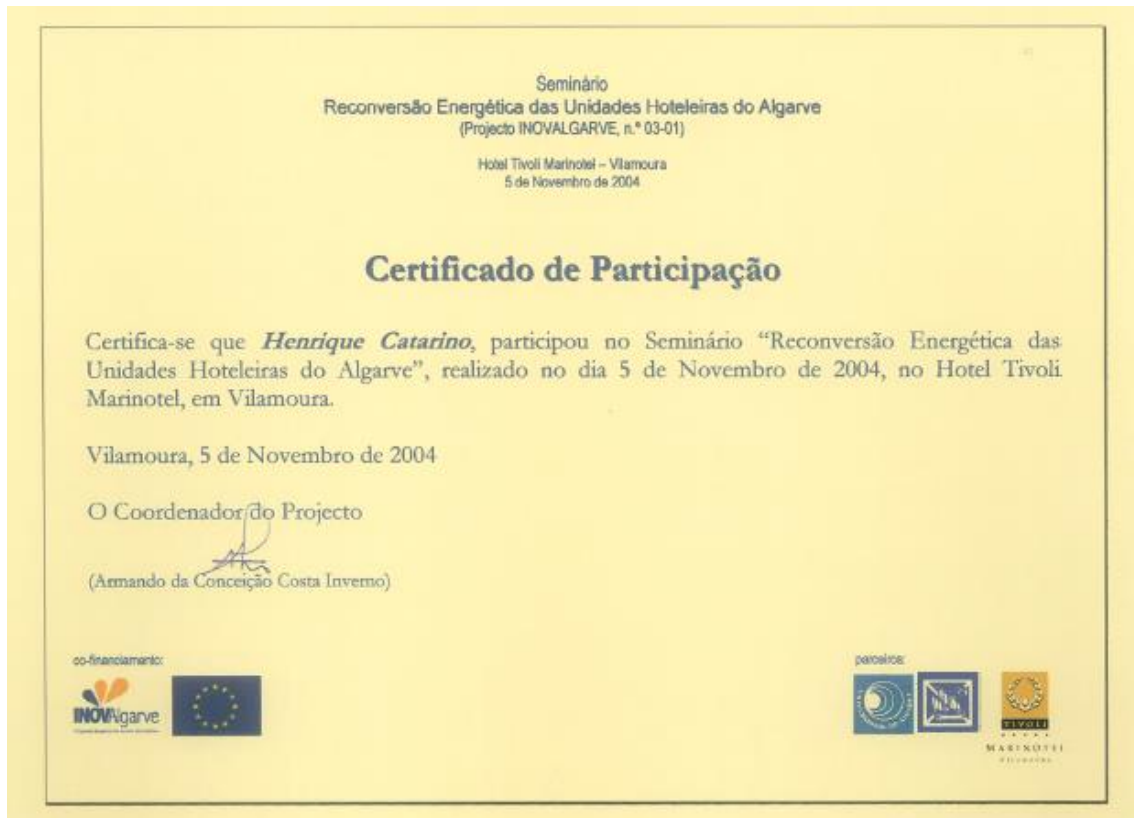 Seminário
Reconversão Energética das Unidades Hoteleiras do Algarve
(Projecto INOVALGARVE, n.º 03-01)
Hotel Tivoli Marinotel – Vilamoura
5 de Novembro de 2004
Certificado de Participação
Certifica-se que Henrique Catarino, participou no Seminário “Reconversão Energética das
Unidades Hoteleiras do Algarve”, realizado no dia 5 de Novembro de 2004, no Hotel Tivoli
Marinotel, em Vilamoura.
Vilamoura, 5 de Novembro de 2004
O Coordenador do Projecto
(Armando da Conceição Costa Inverno)
co-financiamento:
parceiros:
INOVAlgarve
TIVOLI
MARINOTEL
VILAMOURA